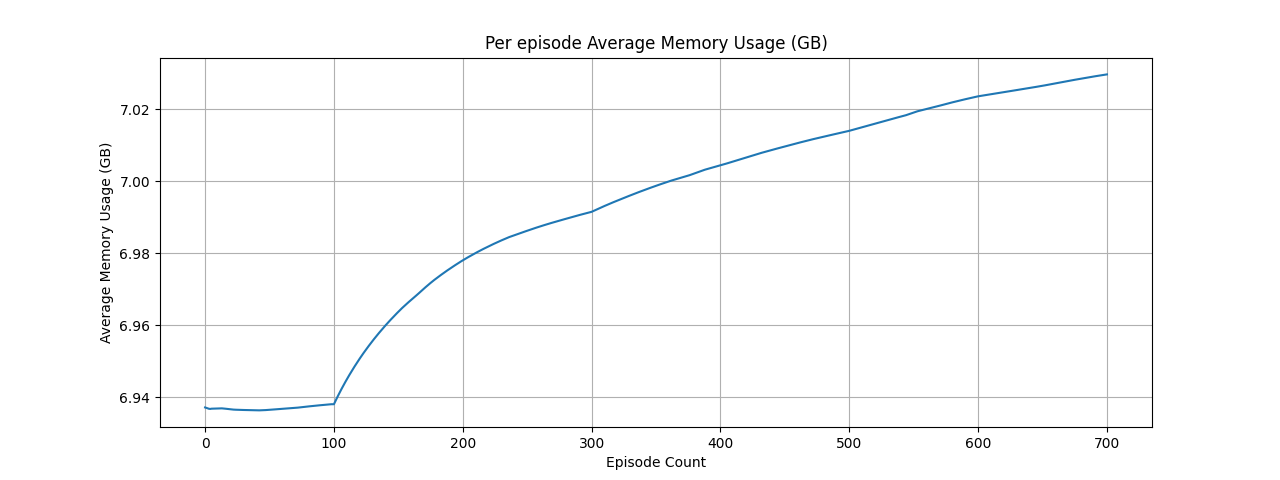 Per episode Average Memory Usage (GB)
Average Memory Usage (GB)
7.02
7.00
6.98
6.96
6.94
0 100 200 300 400 500 600 700
Episode Count